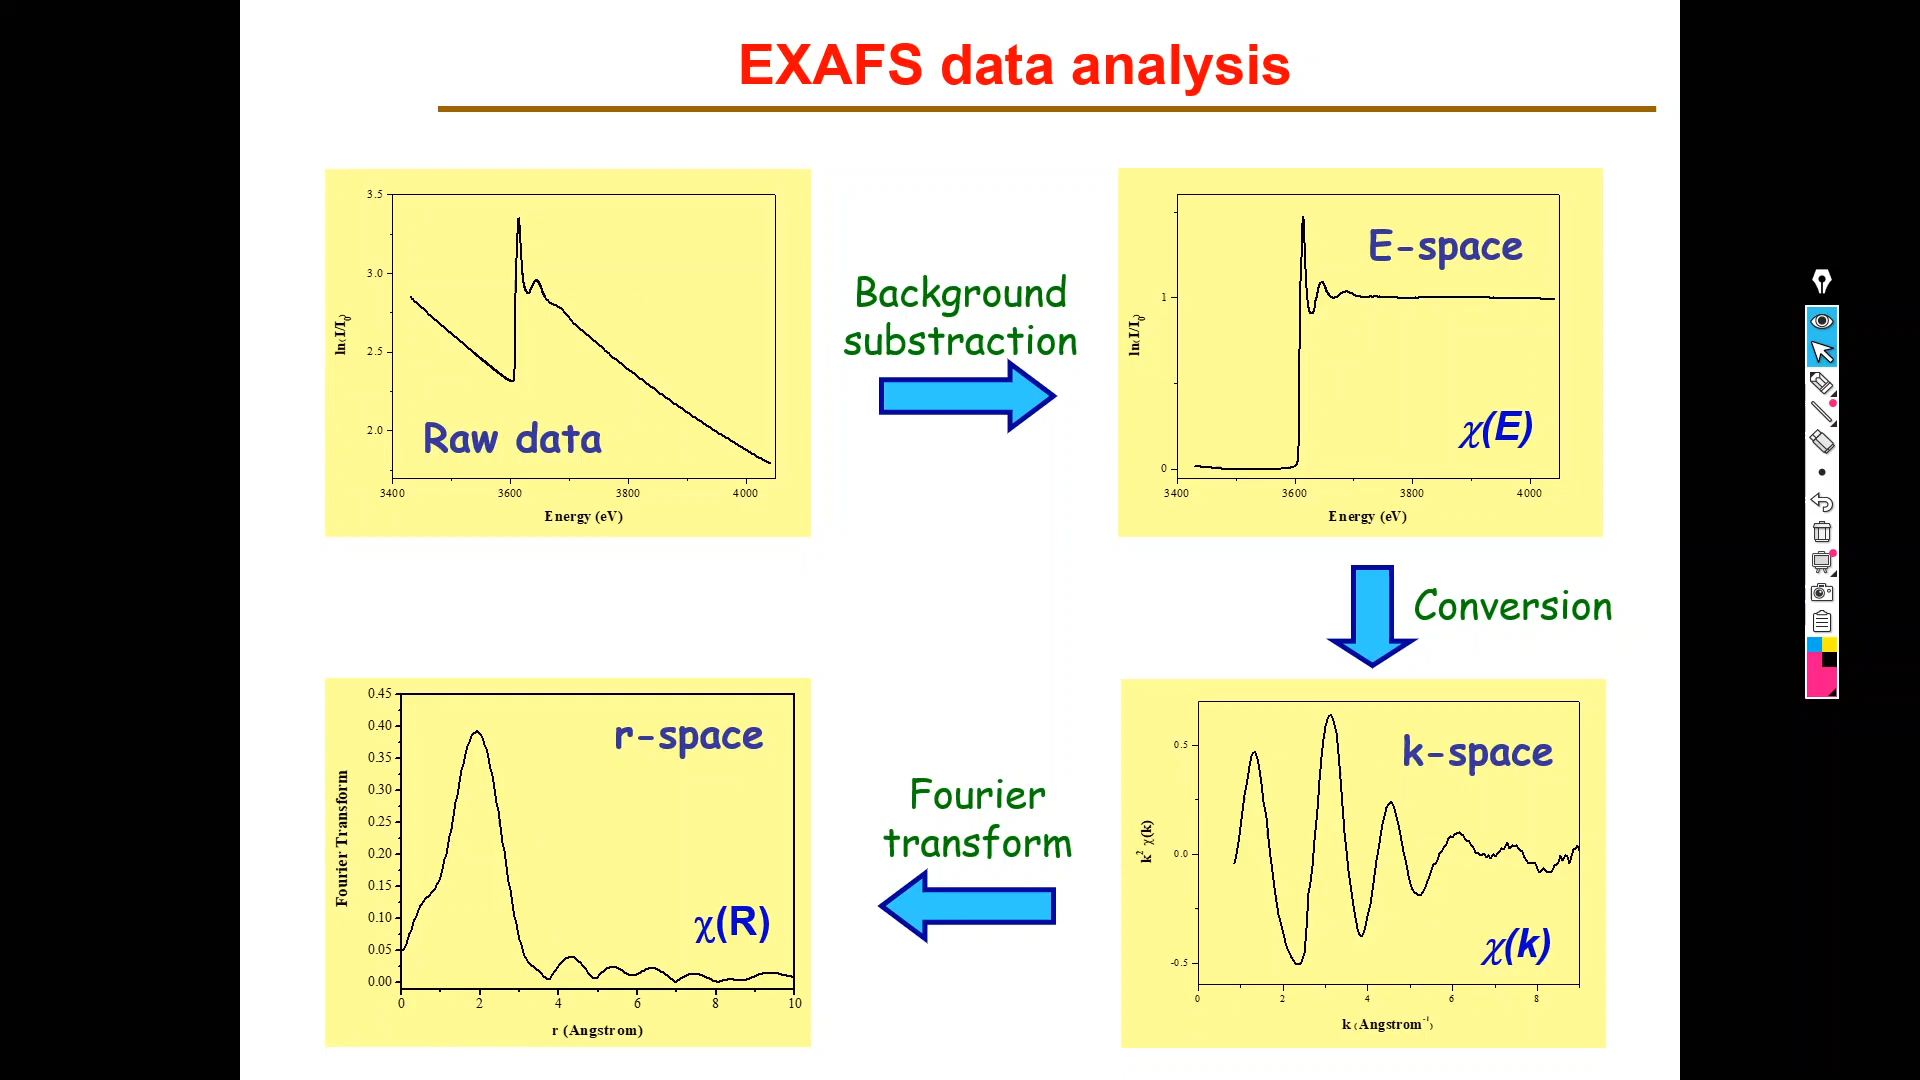 EXAFS data analysis
3.5
3.0
2.5
2.0
ln(I/I0)
Raw data
3400 3600 3800 4000
Energy (eV)
Background
substraction
1
0
ln(I/I0)
E-space
χ(E)
3400 3600 3800 4000
Energy (eV)
Conversion
0.45
0.40
0.35
0.30
0.25
0.20
0.15
0.10
0.05
0.00
Fourier Transform
r-space
χ(R)
0 2 4 6 8 10
r (Angstrom)
Fourier
transform
0.5
0.0
-0.5
k² χ(k)
k-space
χ(k)
0 2 4 6 8
k (Angstrom⁻¹)